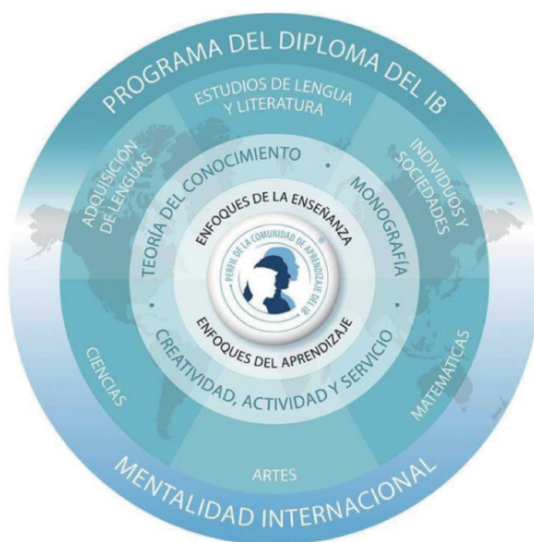 PROGRAMA DEL DIPLOMA DEL IB
ESTUDIOS DE LENGUA
Y LITERATURA
ADQUISICIÓN
DE LENGUAS
INDIVIDUOS Y
SOCIEDADES
TEORÍA DEL CONOCIMIENTO
•
MONOGRAFÍA
•
ENFOQUES DE LA ENSEÑANZA
PERFIL DE LA COMUNIDAD DE APRENDIZAJE DEL IB
®
ENFOQUES DEL APRENDIZAJE
•
CREATIVIDAD, ACTIVIDAD Y SERVICIO
CIENCIAS
MATEMÁTICAS
ARTES
MENTALIDAD INTERNACIONAL